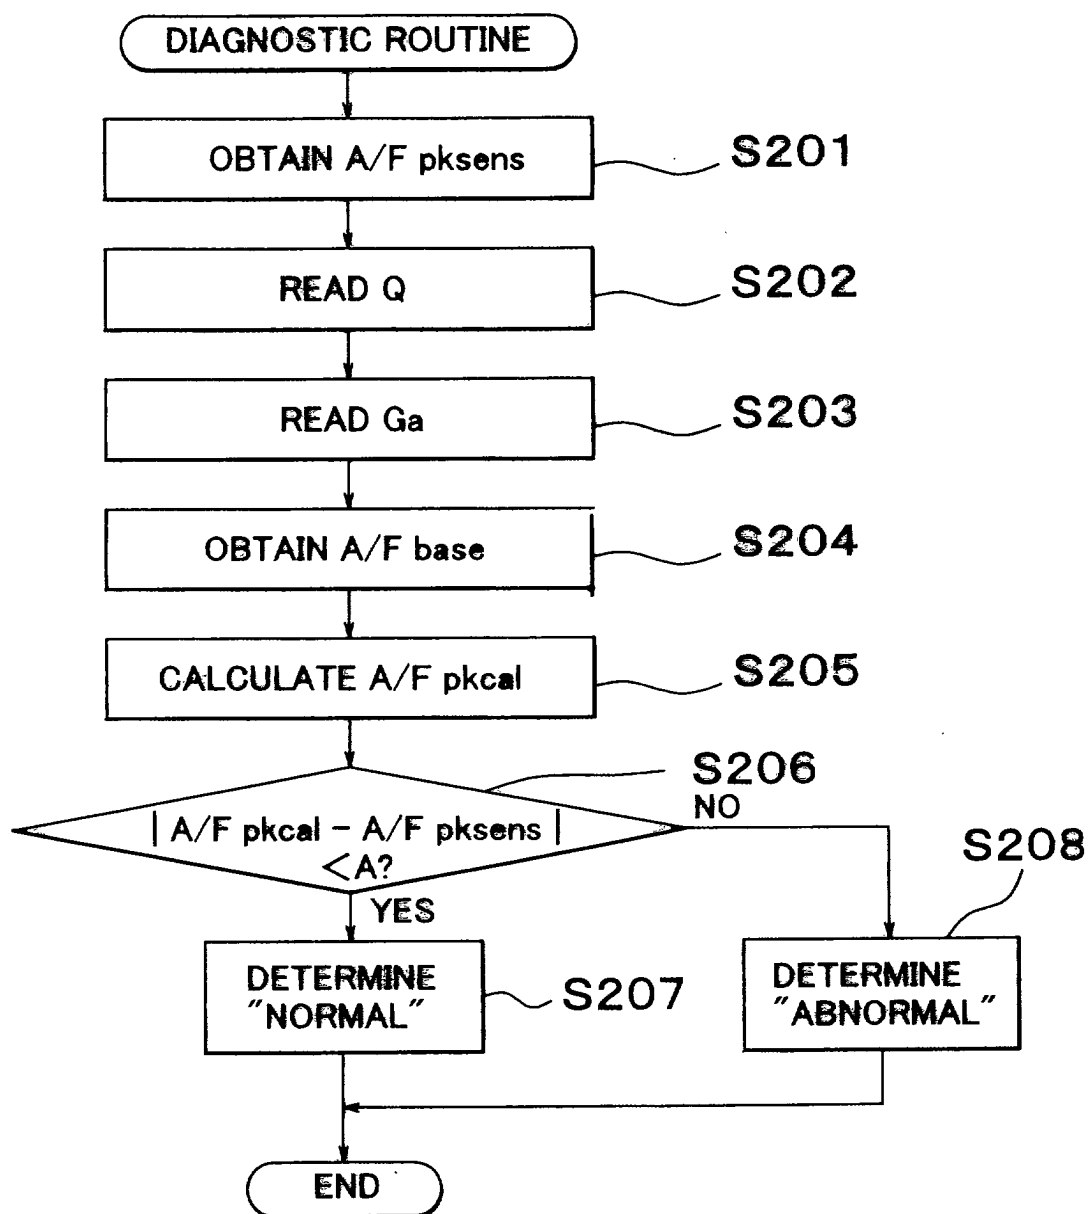 DIAGNOSTIC ROUTINE
OBTAIN A/F pksens
S201
READ Q
S202
READ Ga
S203
OBTAIN A/F base
S204
CALCULATE A/F pkcal
S205
S206
| A/F pkcal - A/F pksens |
<A?
NO
YES
S208
DETERMINE
"NORMAL"
S207
DETERMINE
"ABNORMAL"
END